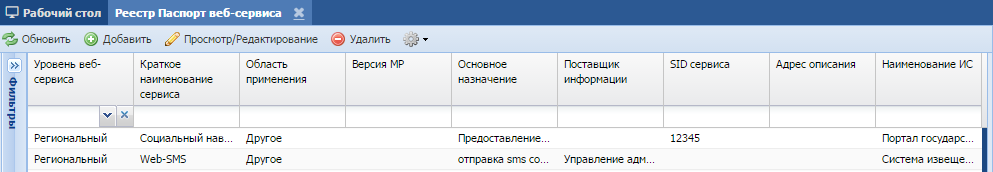 Рабочий стол Реестр Паспорт веб-сервиса
Обновить Добавить Просмотр/Редактирование Удалить
Фильтры
Уровень веб-сервиса Краткое наименование сервиса Область применения Версия МР Основное назначение Поставщик информации SID сервиса Адрес описания Наименование ИС
Региональный Социальный нав... Другое Предоставление... 12345 Портал государс...
Региональный Web-SMS Другое отправка sms со... Управление адм... Система извеще...